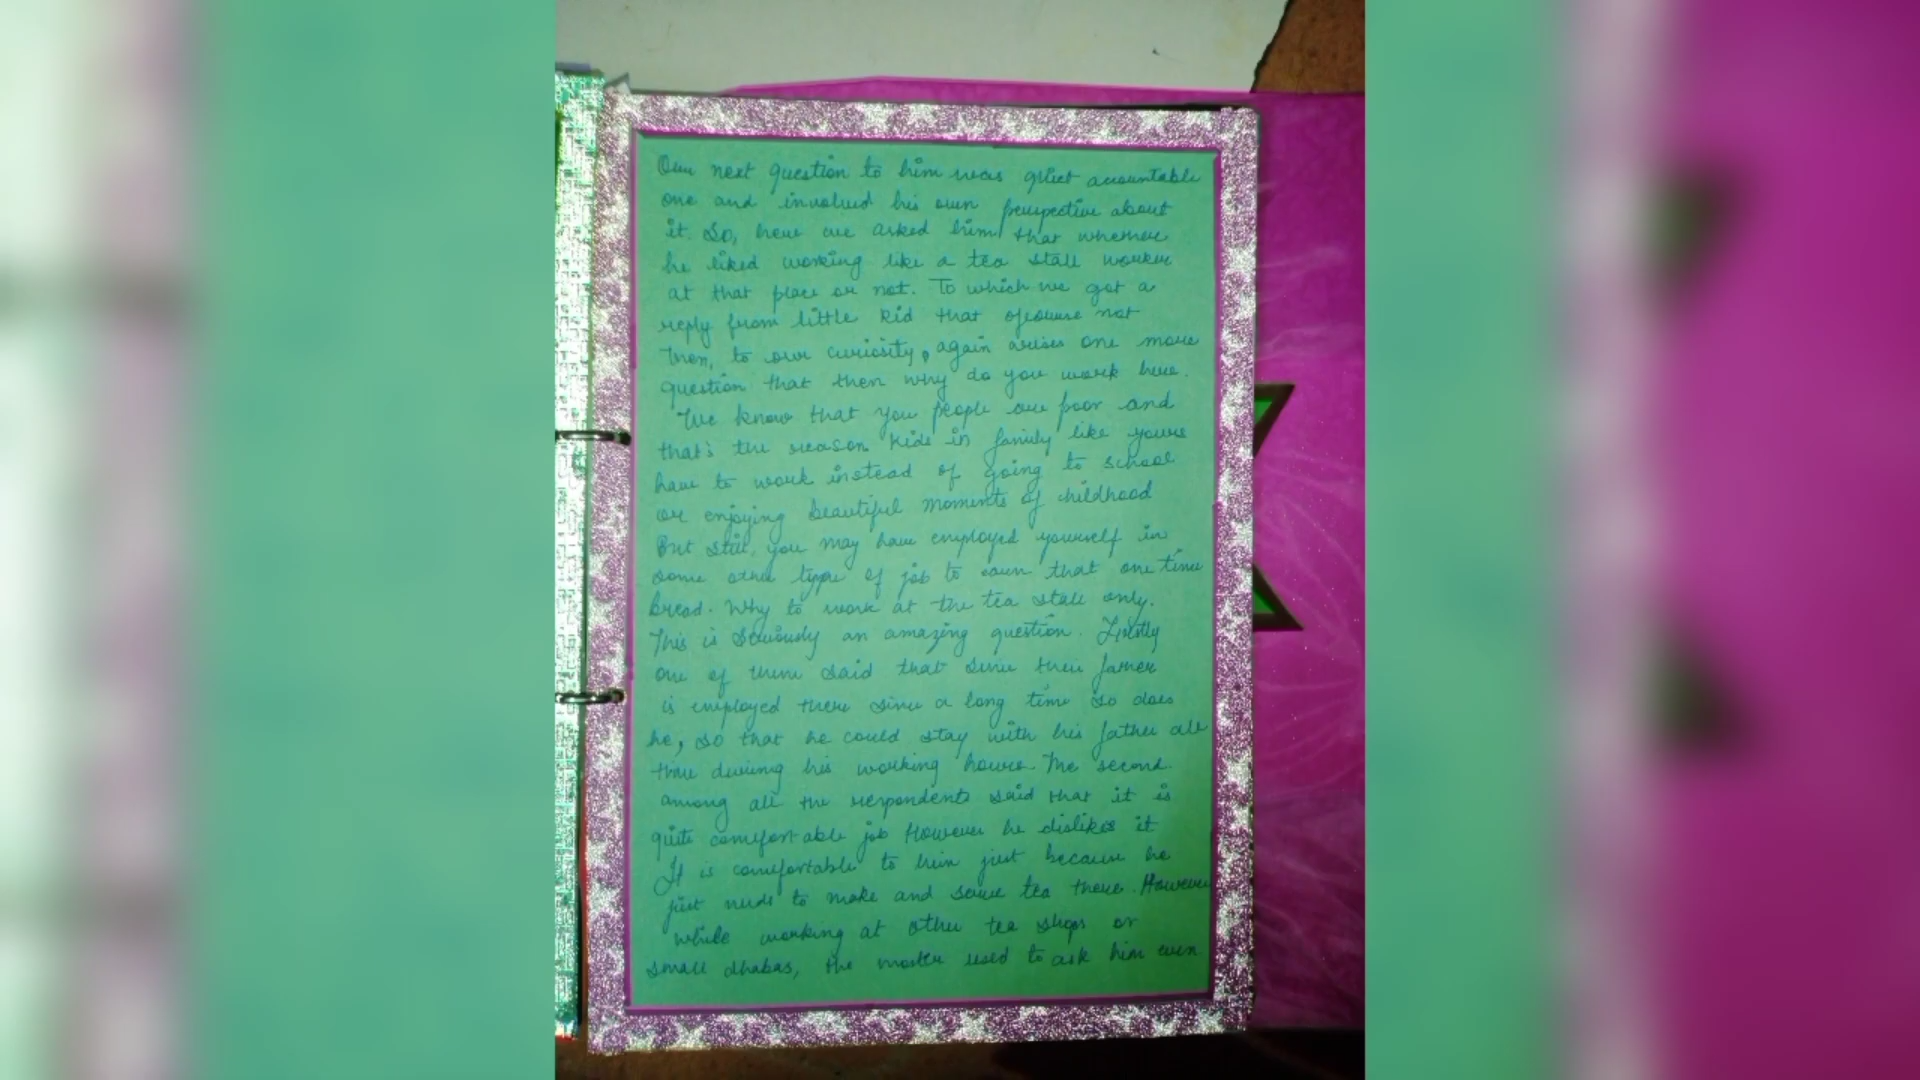 Our next question to him was quiet accountable
one and involved his own perspective about
it. So, here we asked him that whether
he liked working like a tea stall worker
at that place or not. To which we got a
reply from little kid that ofcourse not
Then, to our curiosity, again arises one more
question that then why do you work here.
We know that you people are poor and
that's the reason kids in family like yours
have to work instead of going to school
or enjoying beautiful moments of childhood
But still, you may have employed yourself in
some other type of job to earn that one time
bread. Why to work at the tea stall only.
This is seriously an amazing question. Firstly
one of them said that since their father
is employed there since a long time so does
he, so that he could stay with his father all
time during his working hours. The second
among all the respondents said that it is
quite comfortable job However he dislikes it
It is comfortable to him just because he
just needs to make and serve tea there. However
while working at other tea shops or
small dhabas, the master used to ask him even